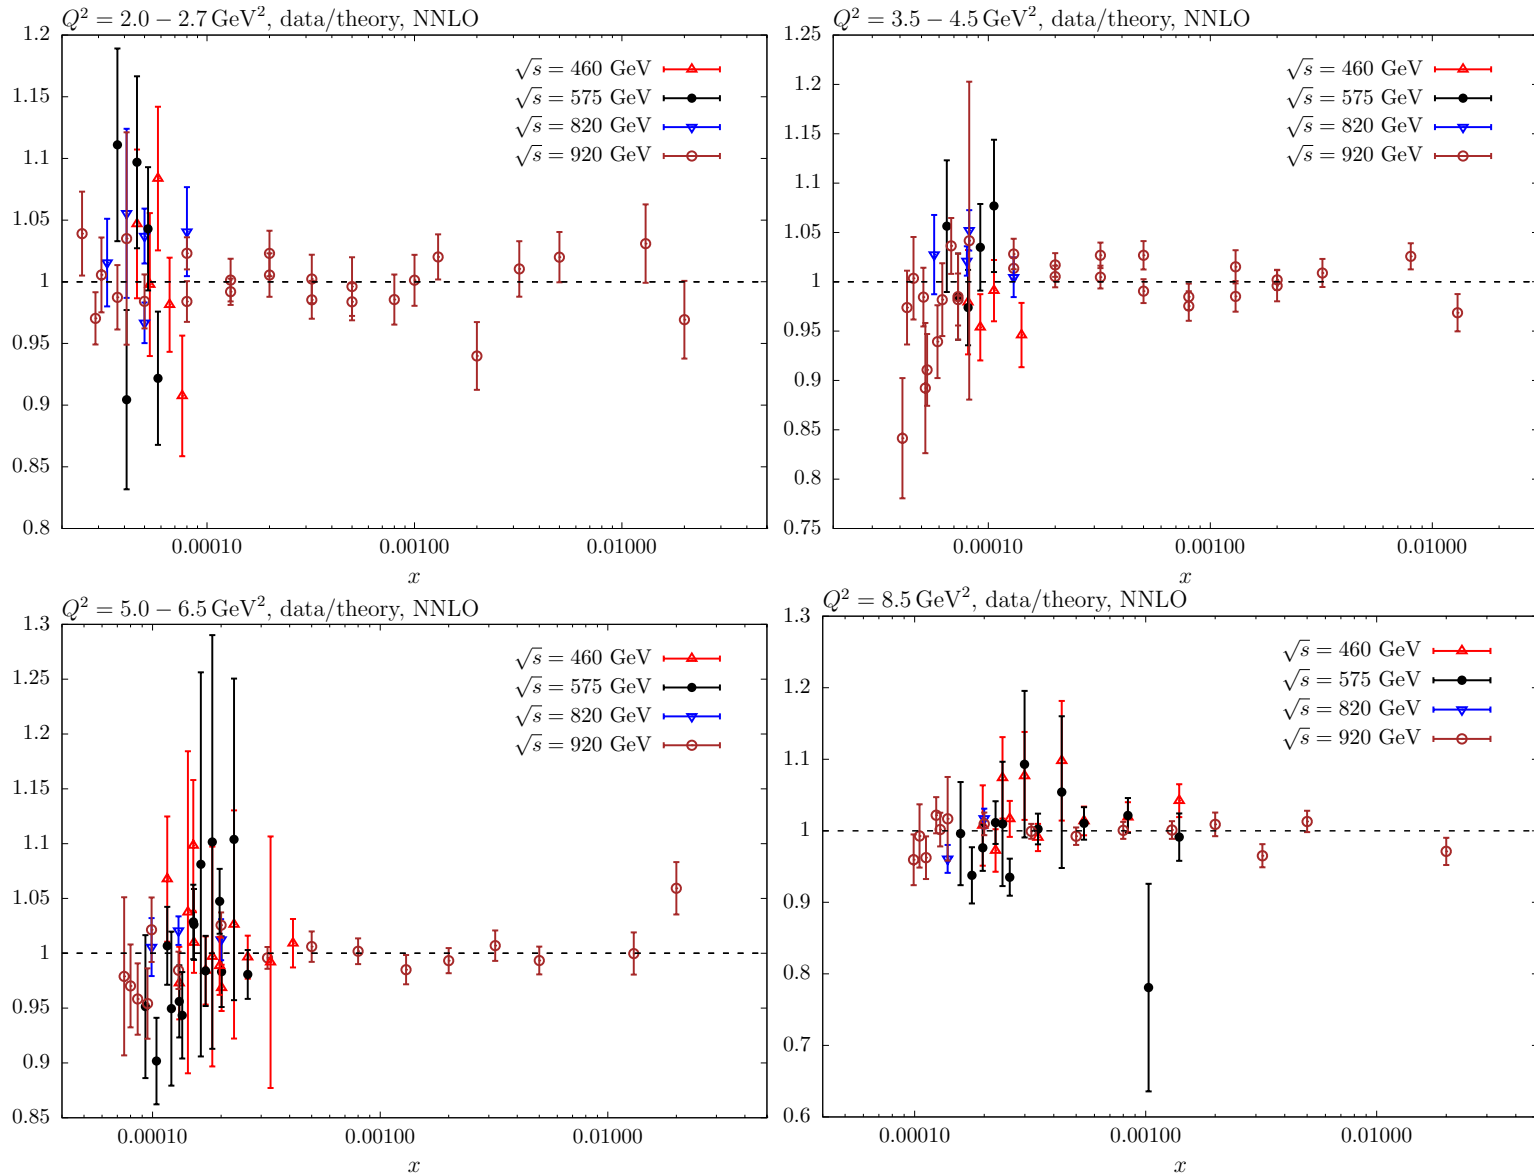 Q² = 2.0 − 2.7 GeV², data/theory, NNLO
1.2
1.15
1.1
1.05
1
0.95
0.9
0.85
0.8
0.00010 0.00100 0.01000
x
√s = 460 GeV
√s = 575 GeV
√s = 820 GeV
√s = 920 GeV
Q² = 3.5 − 4.5 GeV², data/theory, NNLO
1.25
1.2
1.15
1.1
1.05
1
0.95
0.9
0.85
0.8
0.75
0.00010 0.00100 0.01000
x
√s = 460 GeV
√s = 575 GeV
√s = 820 GeV
√s = 920 GeV
Q² = 5.0 − 6.5 GeV², data/theory, NNLO
1.3
1.25
1.2
1.15
1.1
1.05
1
0.95
0.9
0.85
0.00010 0.00100 0.01000
x
√s = 460 GeV
√s = 575 GeV
√s = 820 GeV
√s = 920 GeV
Q² = 8.5 GeV², data/theory, NNLO
1.3
1.2
1.1
1
0.9
0.8
0.7
0.6
0.00010 0.00100 0.01000
x
√s = 460 GeV
√s = 575 GeV
√s = 820 GeV
√s = 920 GeV